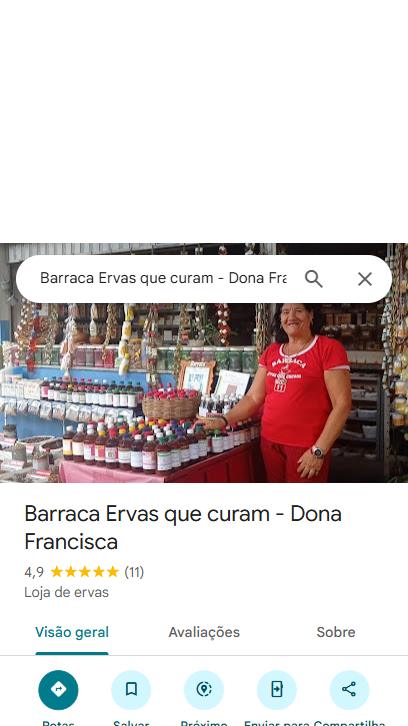 Barraca Ervas que curam - Dona Fra
BARRACA
Barraca Ervas que curam - Dona
Francisca
4,9 (11)
Loja de ervas
Visão geral
Avaliações
Sobre
Rotas
Salvar
Próximo
Enviar para
Compartilha